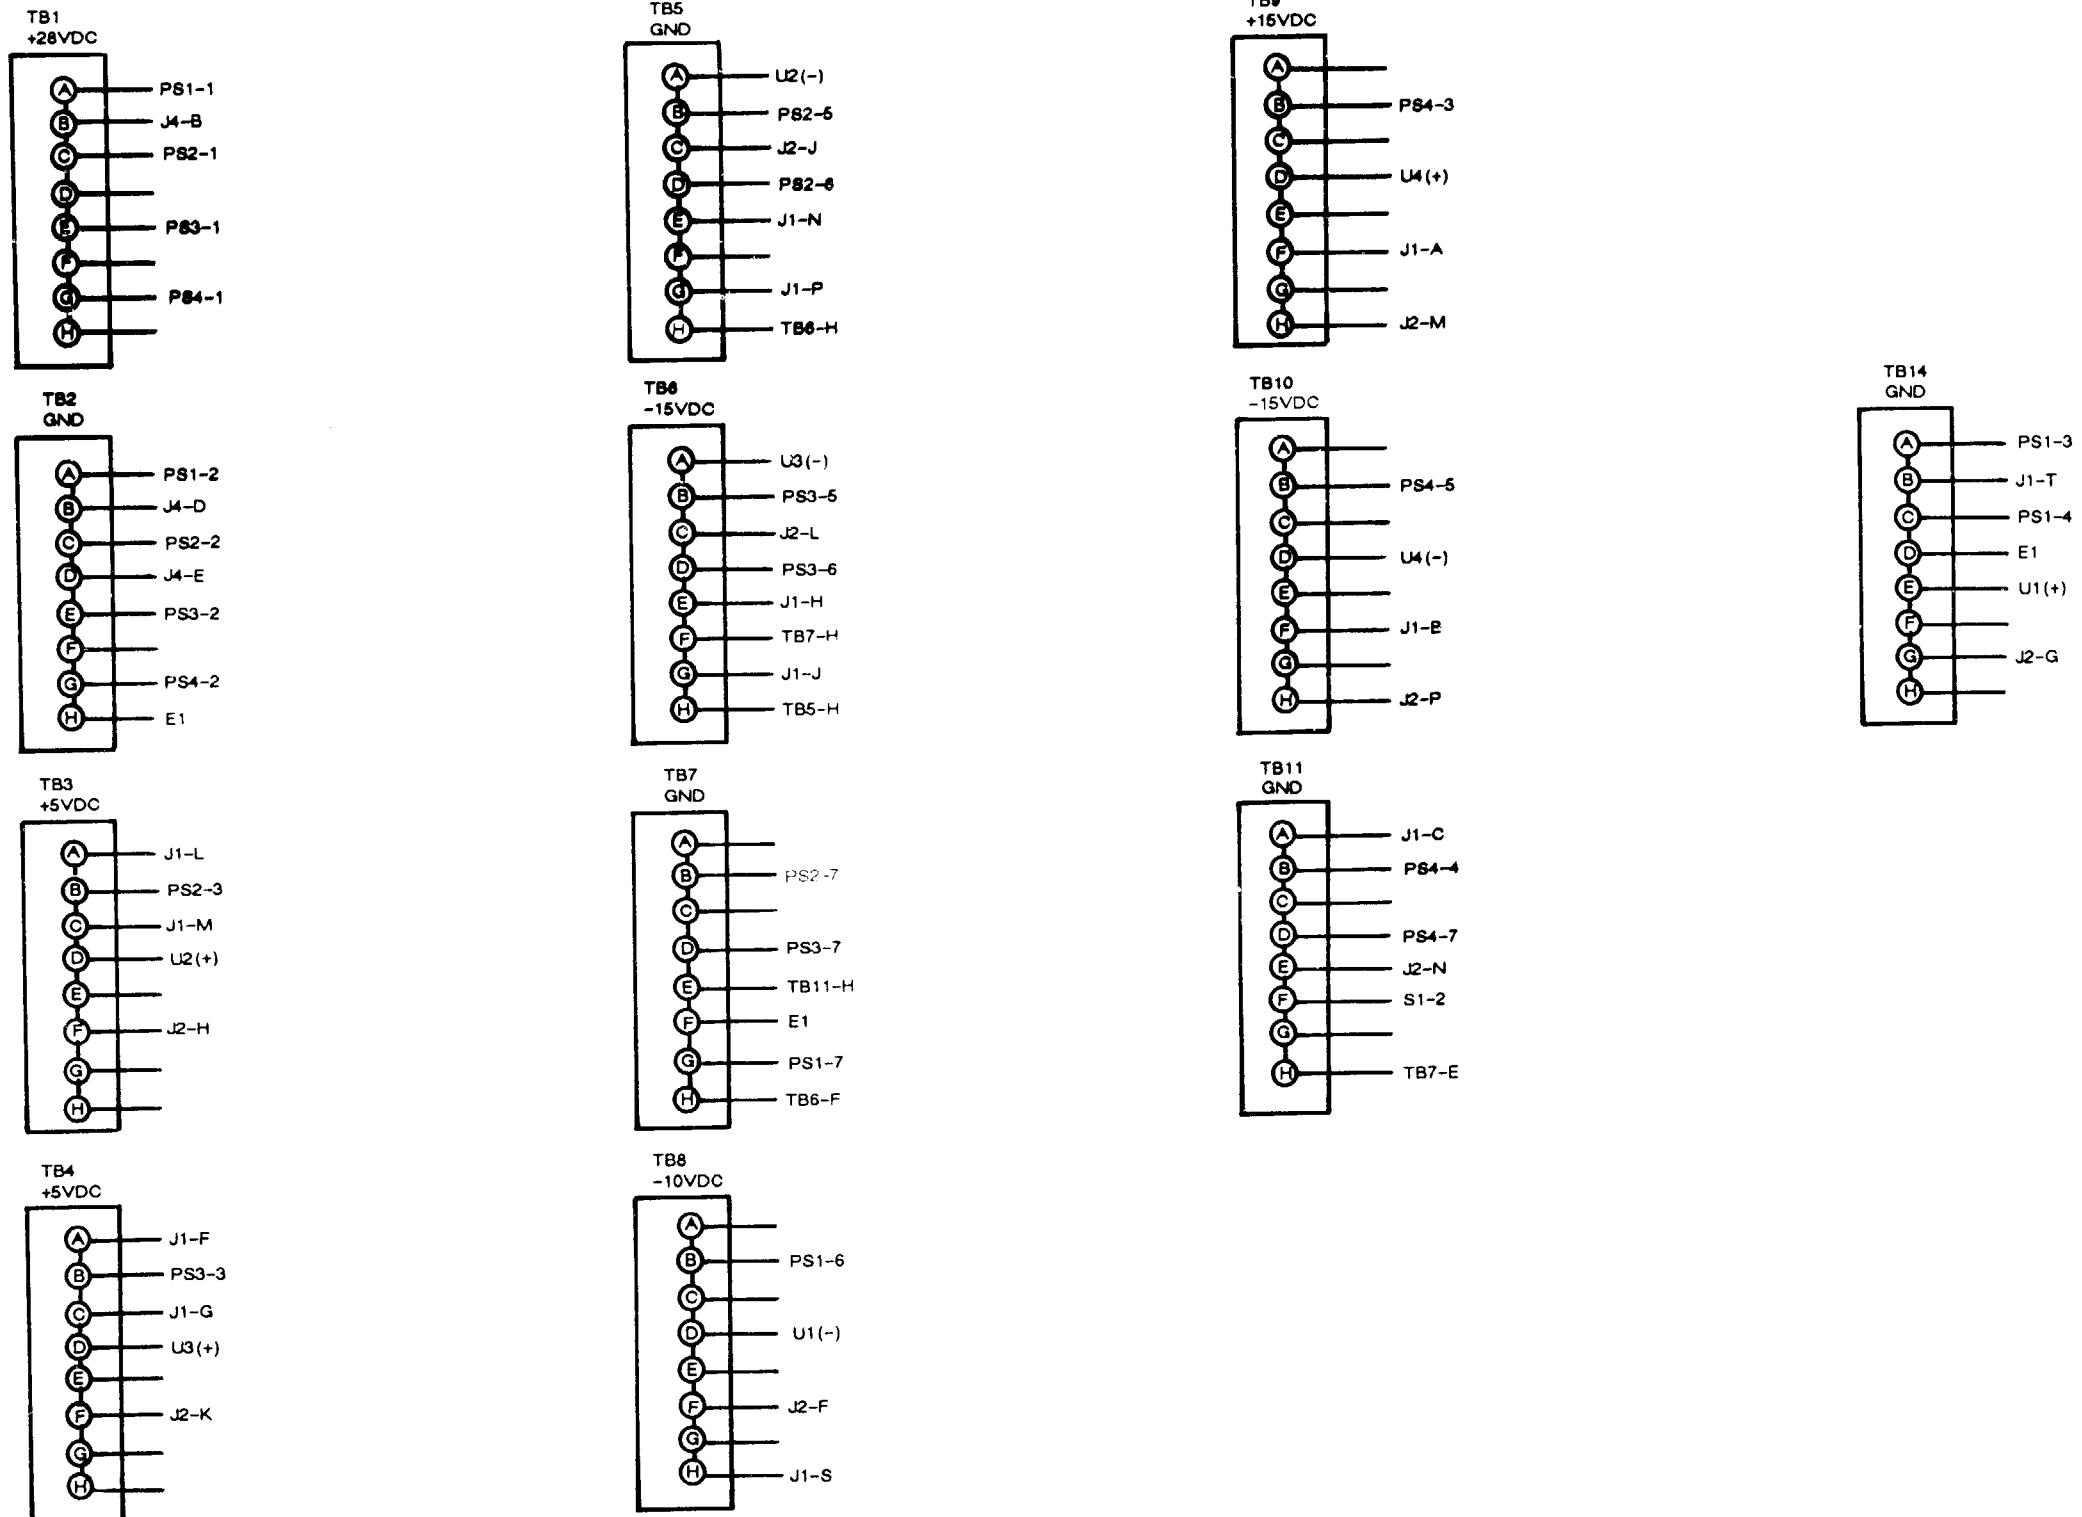 TB1
+28VDC
A PS1-1
B J4-B
C PS2-1
D
E PS3-1
F
G PS4-1
H
TB2
GND
A PS1-2
B J4-D
C PS2-2
D J4-E
E PS3-2
F
G PS4-2
H E1
TB3
+5VDC
A J1-L
B PS2-3
C J1-M
D U2(+)
E
F J2-H
G
H
TB4
+5VDC
A J1-F
B PS3-3
C J1-G
D U3(+)
E
F J2-K
G
H
TB5
GND
A U2(-)
B PS2-5
C J2-J
D PS2-6
E J1-N
F
G J1-P
H TB6-H
TB6
-15VDC
A U3(-)
B PS3-5
C J2-L
D PS3-6
E J1-H
F TB7-H
G J1-J
H TB5-H
TB7
GND
A
B PS2-7
C
D PS3-7
E TB11-H
F E1
G PS1-7
H TB6-F
TB8
-10VDC
A
B PS1-6
C
D U1(-)
E
F J2-F
G
H J1-S
TB9
+15VDC
A
B PS4-3
C
D U4(+)
E
F J1-A
G
H J2-M
TB10
-15VDC
A
B PS4-5
C
D U4(-)
E
F J1-B
G
H J2-P
TB11
GND
A J1-C
B PS4-4
C
D PS4-7
E J2-N
F S1-2
G
H TB7-E
TB14
GND
A PS1-3
B J1-T
C PS1-4
D E1
E U1(+)
F
G J2-G
H